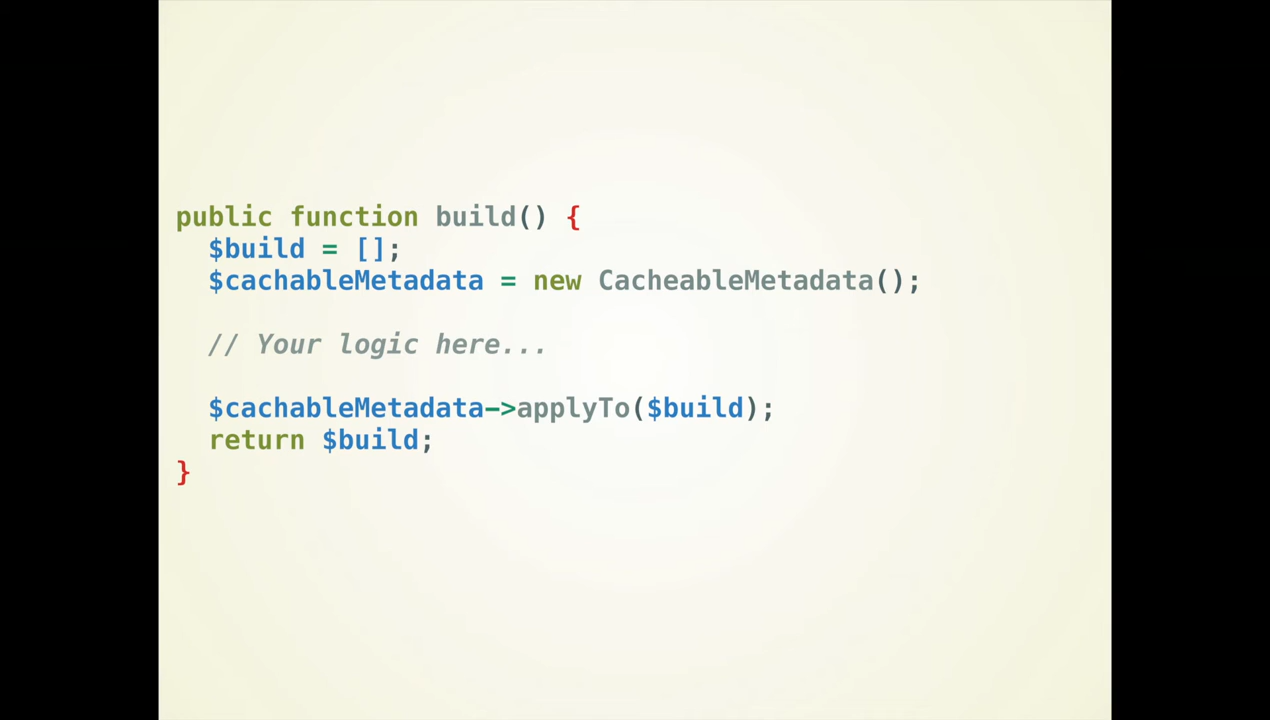 public function build() {
  $build = [];
  $cachableMetadata = new CacheableMetadata();

  // Your logic here...

  $cachableMetadata->applyTo($build);
  return $build;
}